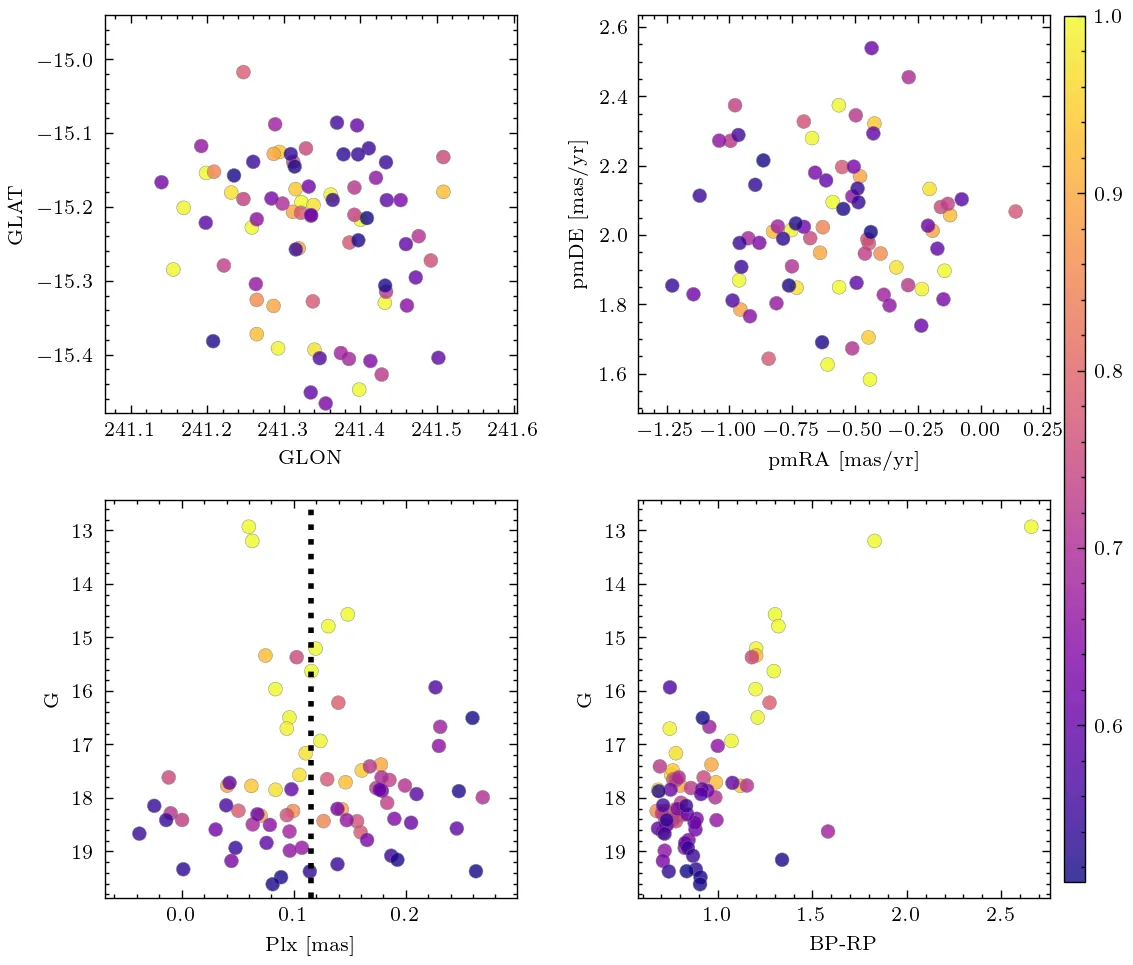 −15.0
−15.1
−15.2
−15.3
−15.4
GLAT
241.1 241.2 241.3 241.4 241.5 241.6
GLON
2.6
2.4
2.2
2.0
1.8
1.6
pmDE [mas/yr]
−1.25 −1.00 −0.75 −0.50 −0.25 0.00 0.25
pmRA [mas/yr]
1.0
0.9
0.8
0.7
0.6
13
14
15
16
17
18
19
G
0.0 0.1 0.2
Plx [mas]
13
14
15
16
17
18
19
G
1.0 1.5 2.0 2.5
BP-RP